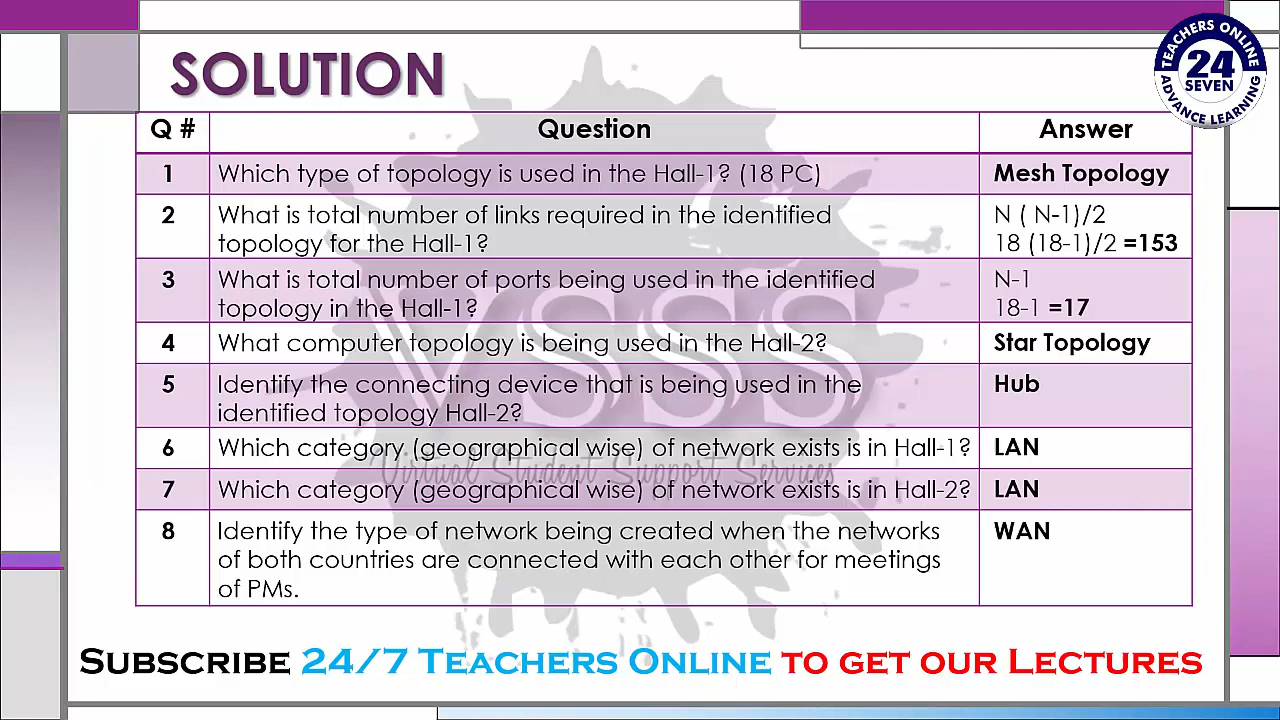 TEACHERS ONLINE
24
SEVEN
ADVANCE LEARNING
SOLUTION
Q # Question Answer
1 Which type of topology is used in the Hall-1? (18 PC) Mesh Topology
2 What is total number of links required in the identified N ( N-1)/2
topology for the Hall-1? 18 (18-1)/2 =153
3 What is total number of ports being used in the identified N-1
topology in the Hall-1? 18-1 =17
4 What computer topology is being used in the Hall-2? Star Topology
5 Identify the connecting device that is being used in the Hub
identified topology Hall-2?
6 Which category (geographical wise) of network exists is in Hall-1? LAN
7 Which category (geographical wise) of network exists is in Hall-2? LAN
8 Identify the type of network being created when the networks WAN
of both countries are connected with each other for meetings
of PMs.
VSSS
Virtual Student Support Services
SUBSCRIBE 24/7 TEACHERS ONLINE TO GET OUR LECTURES